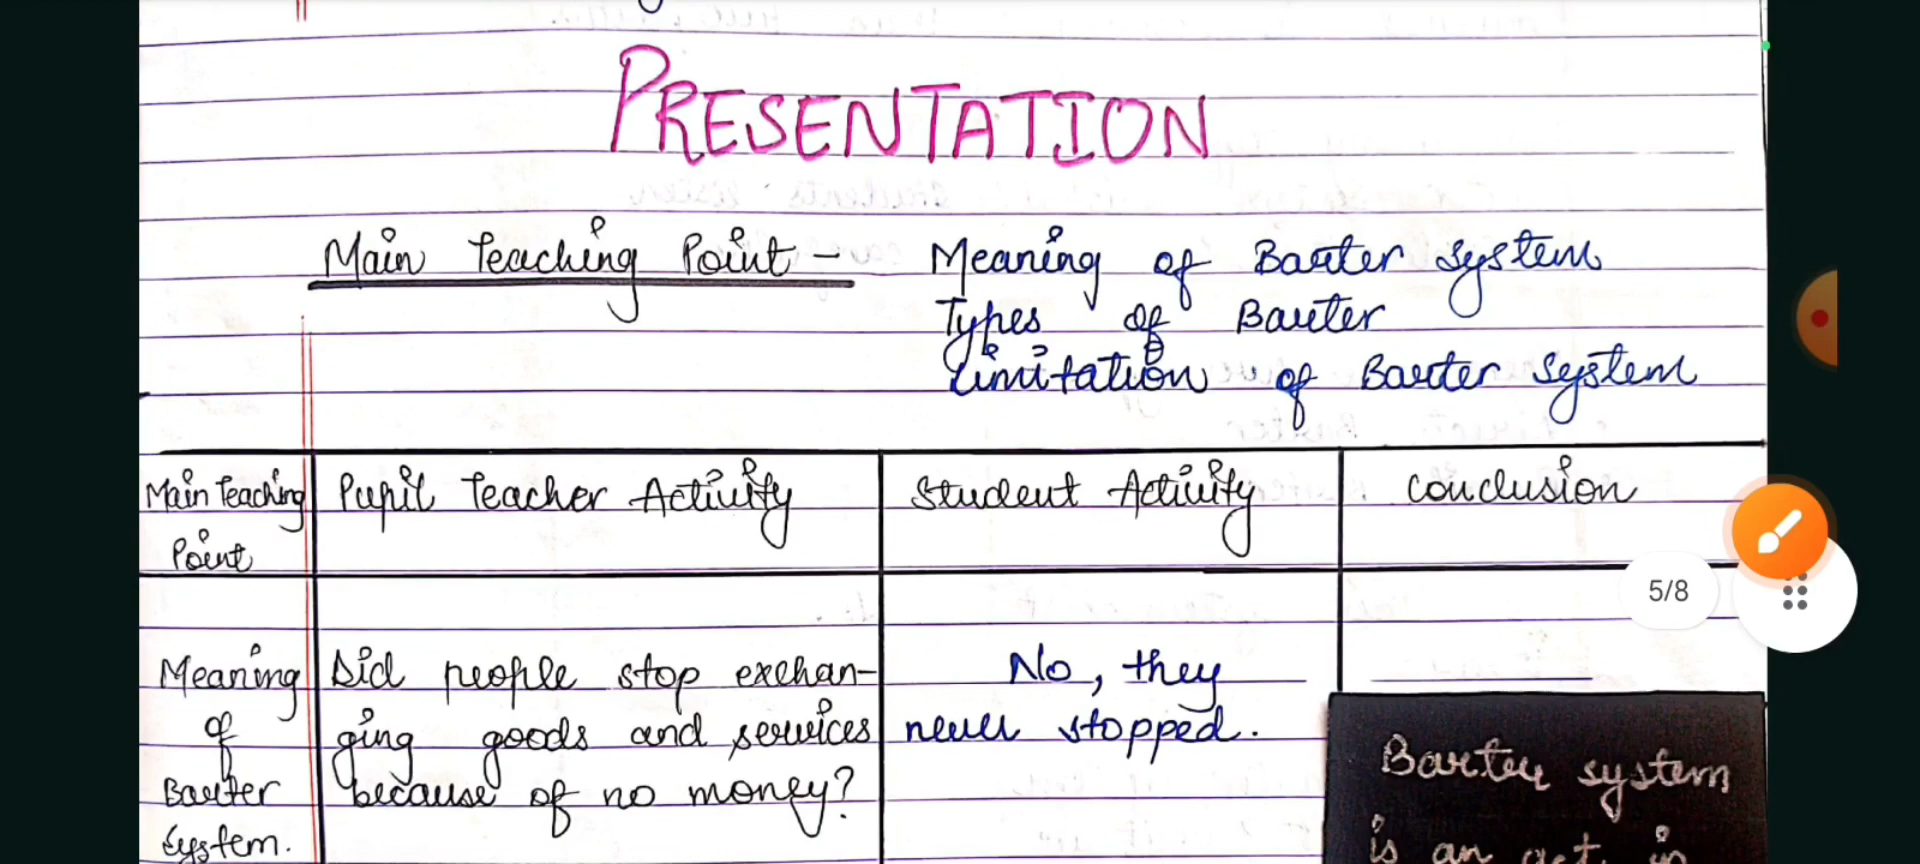 PRESENTATION
Main Teaching Point - Meaning of Barter System
Types of Barter
Limitation of Barter System
Main Teaching Point
Pupil Teacher Activity
Student Activity
Conclusion
Meaning
of
Barter
System.
Did people stop exchan-
ging goods and services
because of no money?
No, they
never stopped.
Barter system
is an act in
5/8